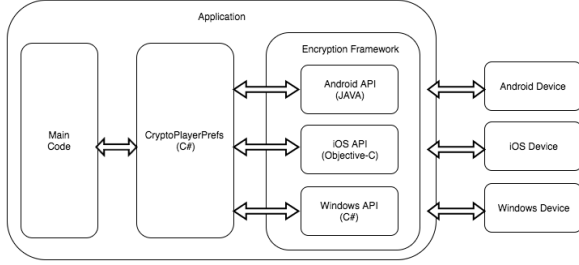 Application
Encryption Framework
Main
Code
CryptoPlayerPrefs
(C#)
Android API
(JAVA)
iOS API
(Objective-C)
Windows API
(C#)
Android Device
iOS Device
Windows Device